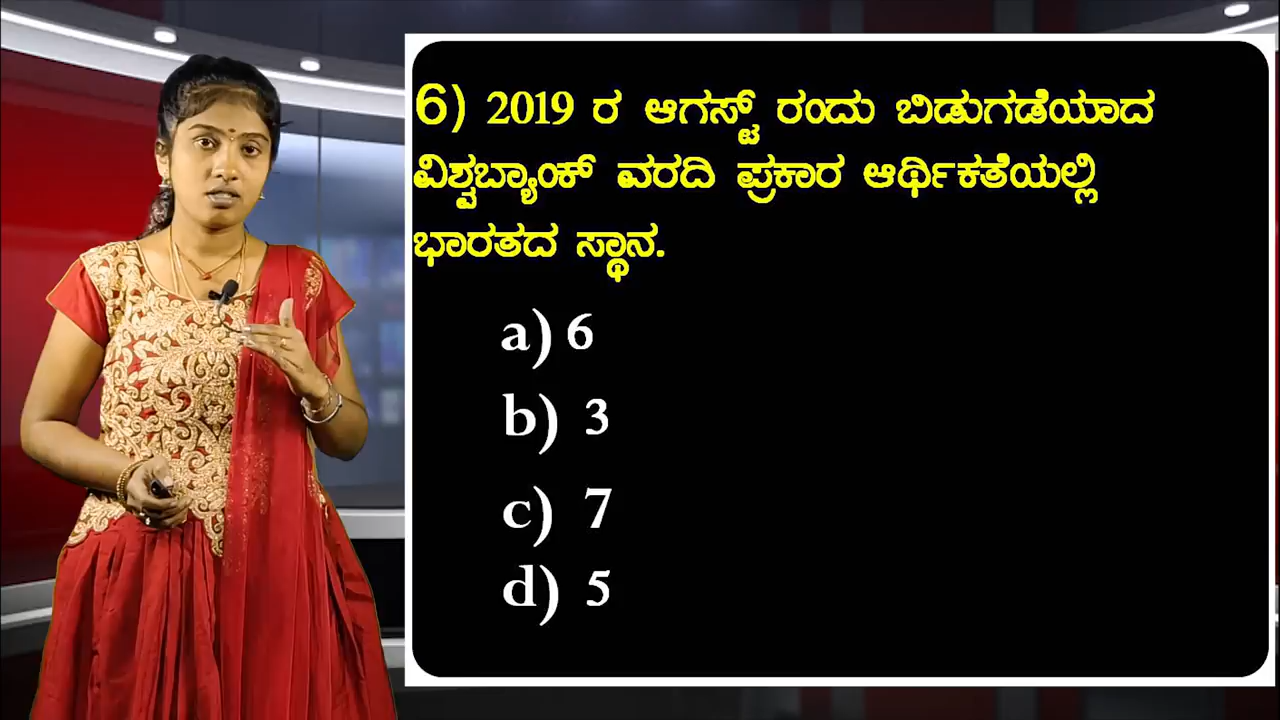 6) 2019 ರ ಆಗಸ್ಟ್ ರಂದು ಬಿಡುಗಡೆಯಾದ
ವಿಶ್ವಬ್ಯಾಂಕ್ ವರದಿ ಪ್ರಕಾರ ಆರ್ಥಿಕತೆಯಲ್ಲಿ
ಭಾರತದ ಸ್ಥಾನ.
a) 6
b) 3
c) 7
d) 5